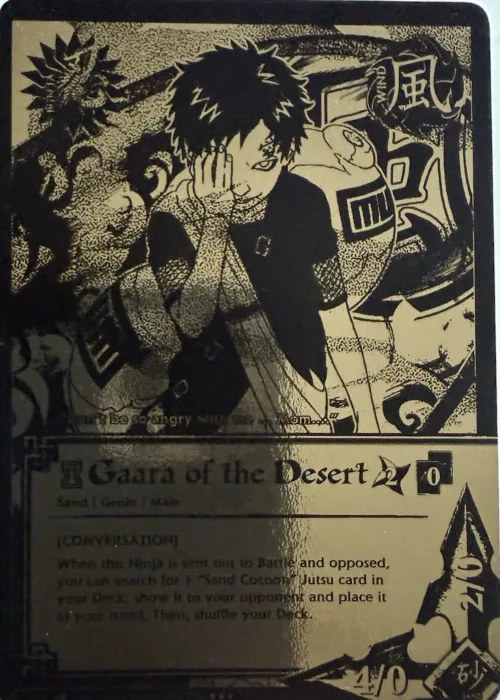 風
WIND
be so angry with
Mom..."
Gaara of the Desert 2 0
Sand | Genin | Male
[CONVERSATION]
When this Ninja is sent out to Battle and opposed,
you can search for 1 "Sand Cocoon" Jutsu card in
your Deck, show it to your opponent and place it
in your hand. Then, shuffle your Deck.
2/0
4/0
砂